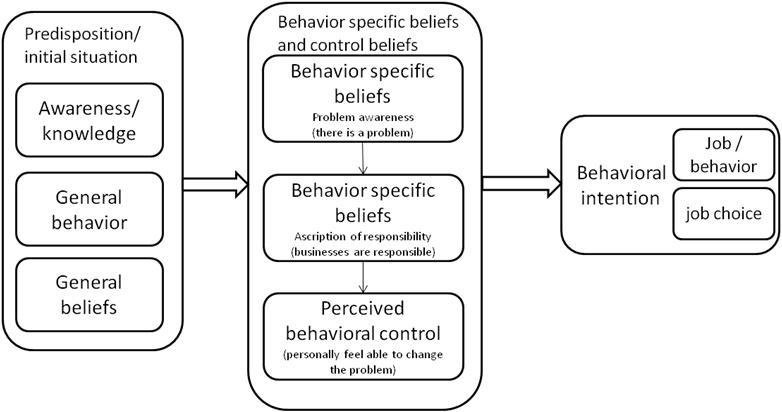 Predisposition/
initial situation
Awareness/
knowledge
General
behavior
General
beliefs
Behavior specific beliefs
and control beliefs
Behavior specific
beliefs
Problem awareness
(there is a problem)
Behavior specific
beliefs
Ascription of responsibility
(businesses are responsible)
Perceived
behavioral control
(personally feel able to change
the problem)
Behavioral
intention
Job /
behavior
job choice